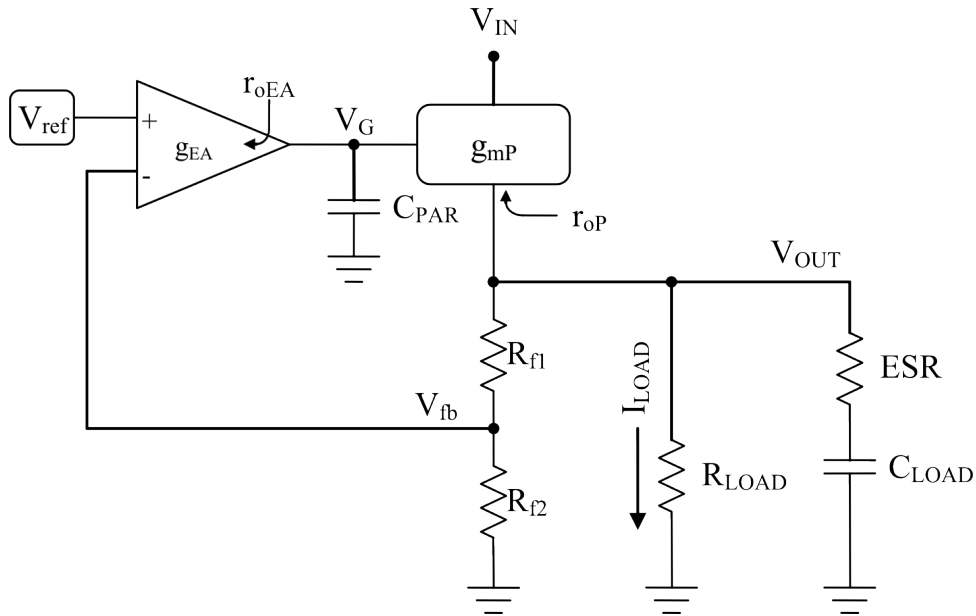 V_IN
r_oEA
V_ref
+
g_EA
-
V_G
g_mP
C_PAR
r_oP
V_OUT
R_f1
I_LOAD
ESR
V_fb
R_f2
R_LOAD
C_LOAD